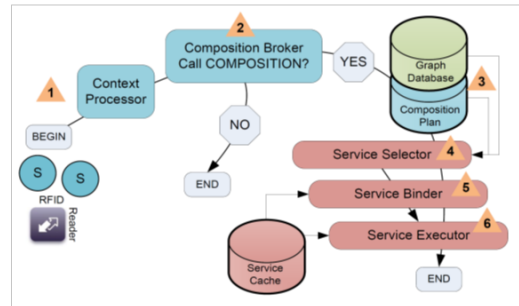 1
Context
Processor
BEGIN
S
S
RFID
Reader
2
Composition Broker
Call COMPOSITION?
YES
NO
END
Graph
Database
3
Composition
Plan
Service Selector
4
Service Binder
5
Service Executor
6
Service
Cache
END